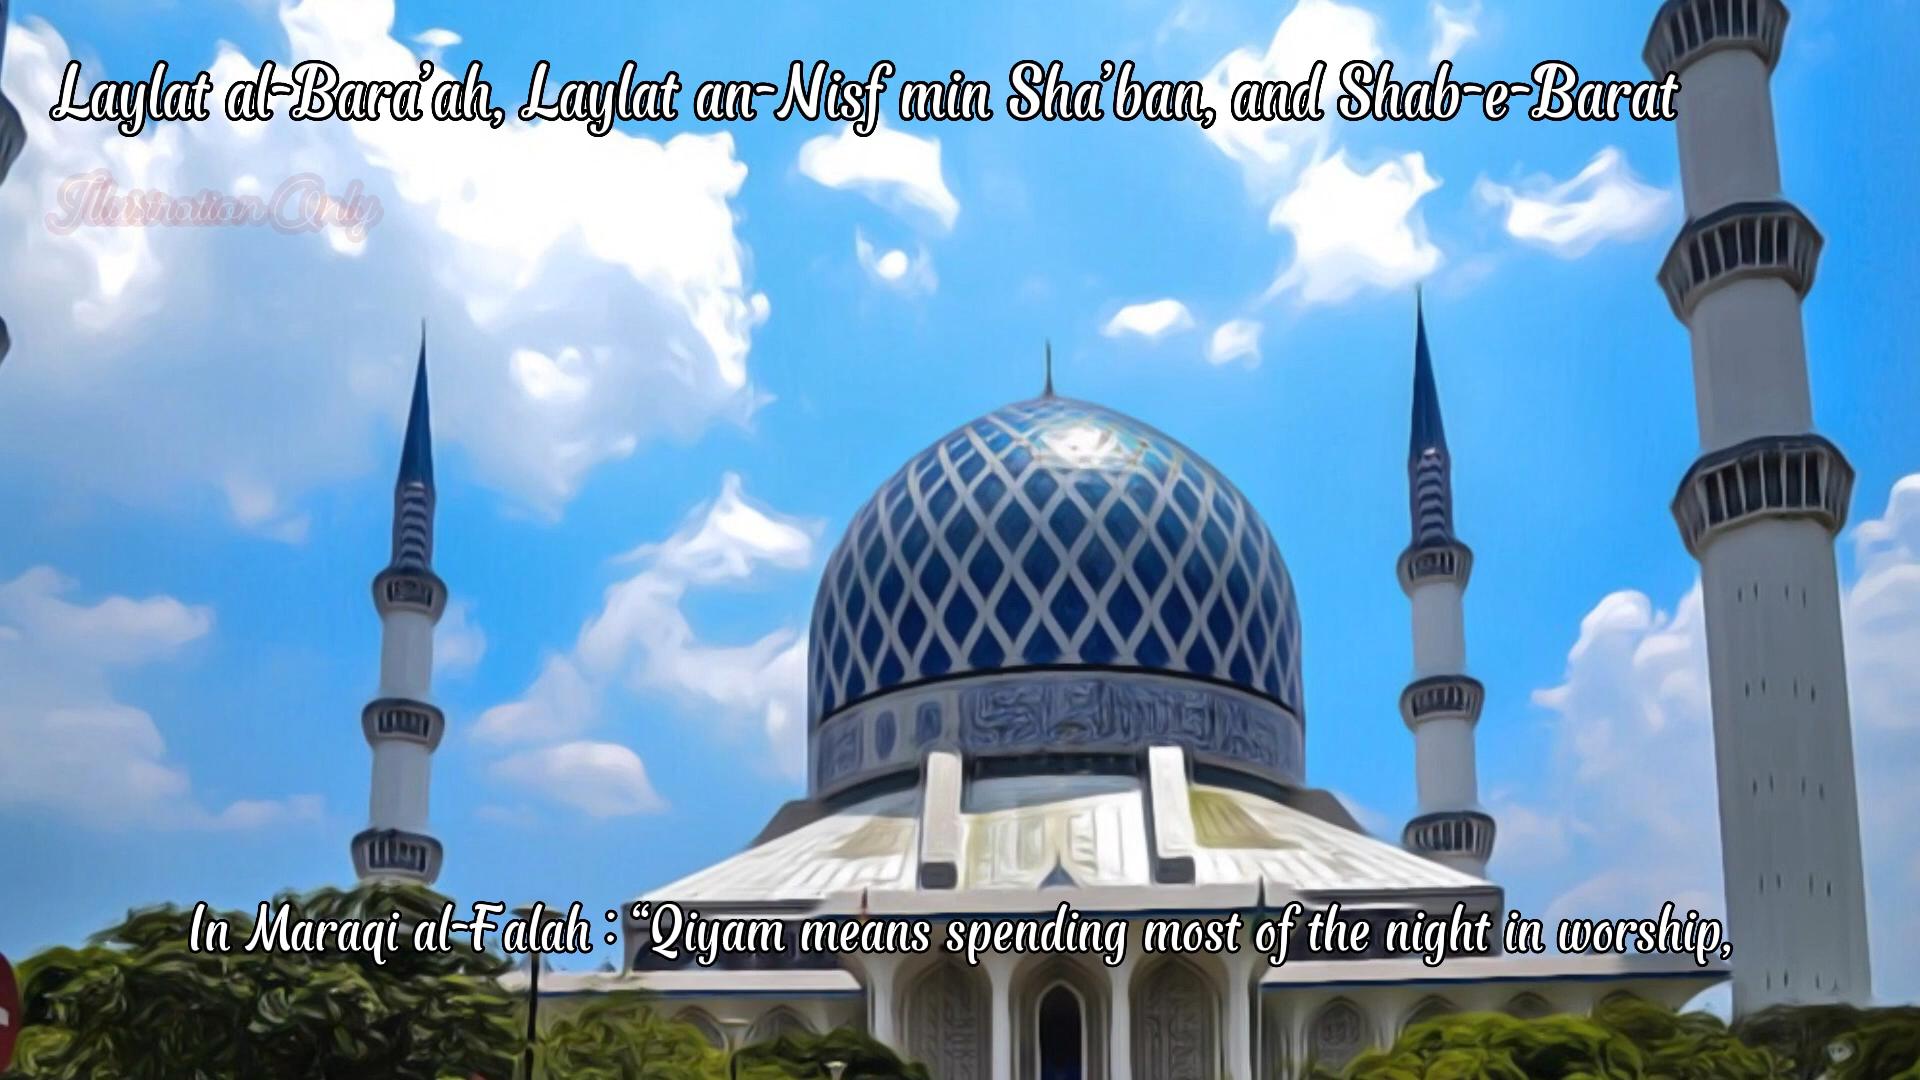 Laylat al-Bara’ah, Laylat an-Nisf min Sha’ban, and Shab-e-Barat
Illustration Only
In Maraqi al-Falah : “Qiyam means spending most of the night in worship,